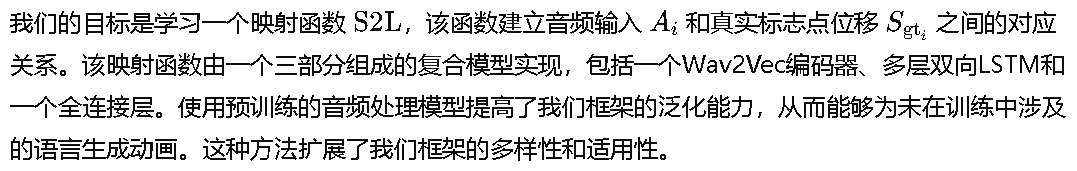 我们的目标是学习一个映射函数 S2L，该函数建立音频输入 $A_i$ 和真实标志点位移 $S_{\mathrm{gt}_i}$ 之间的对应
关系。该映射函数由一个三部分组成的复合模型实现，包括一个Wav2Vec编码器、多层双向LSTM和
一个全连接层。使用预训练的音频处理模型提高了我们框架的泛化能力，从而能够为未在训练中涉及
的语言生成动画。这种方法扩展了我们框架的多样性和适用性。